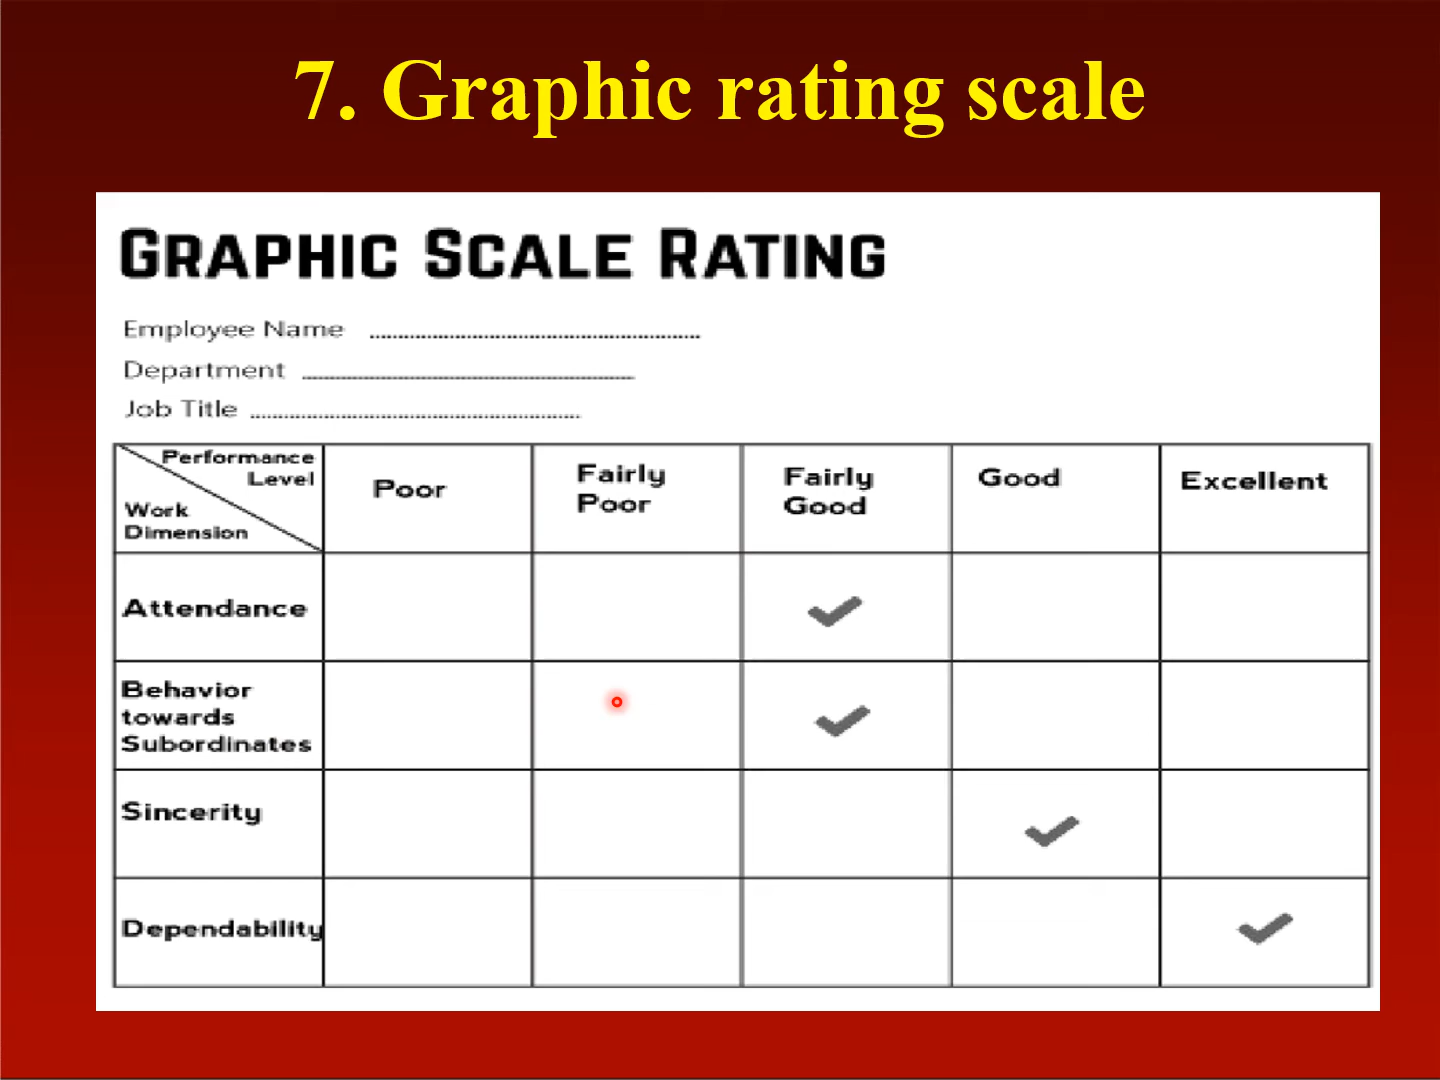 7. Graphic rating scale
GRAPHIC SCALE RATING
Employee Name ................................................
Department ................................................
Job Title ................................................
Performance
Level
Work
Dimension
Poor
Fairly
Poor
Fairly
Good
Good
Excellent
Attendance
Behavior
towards
Subordinates
Sincerity
Dependability